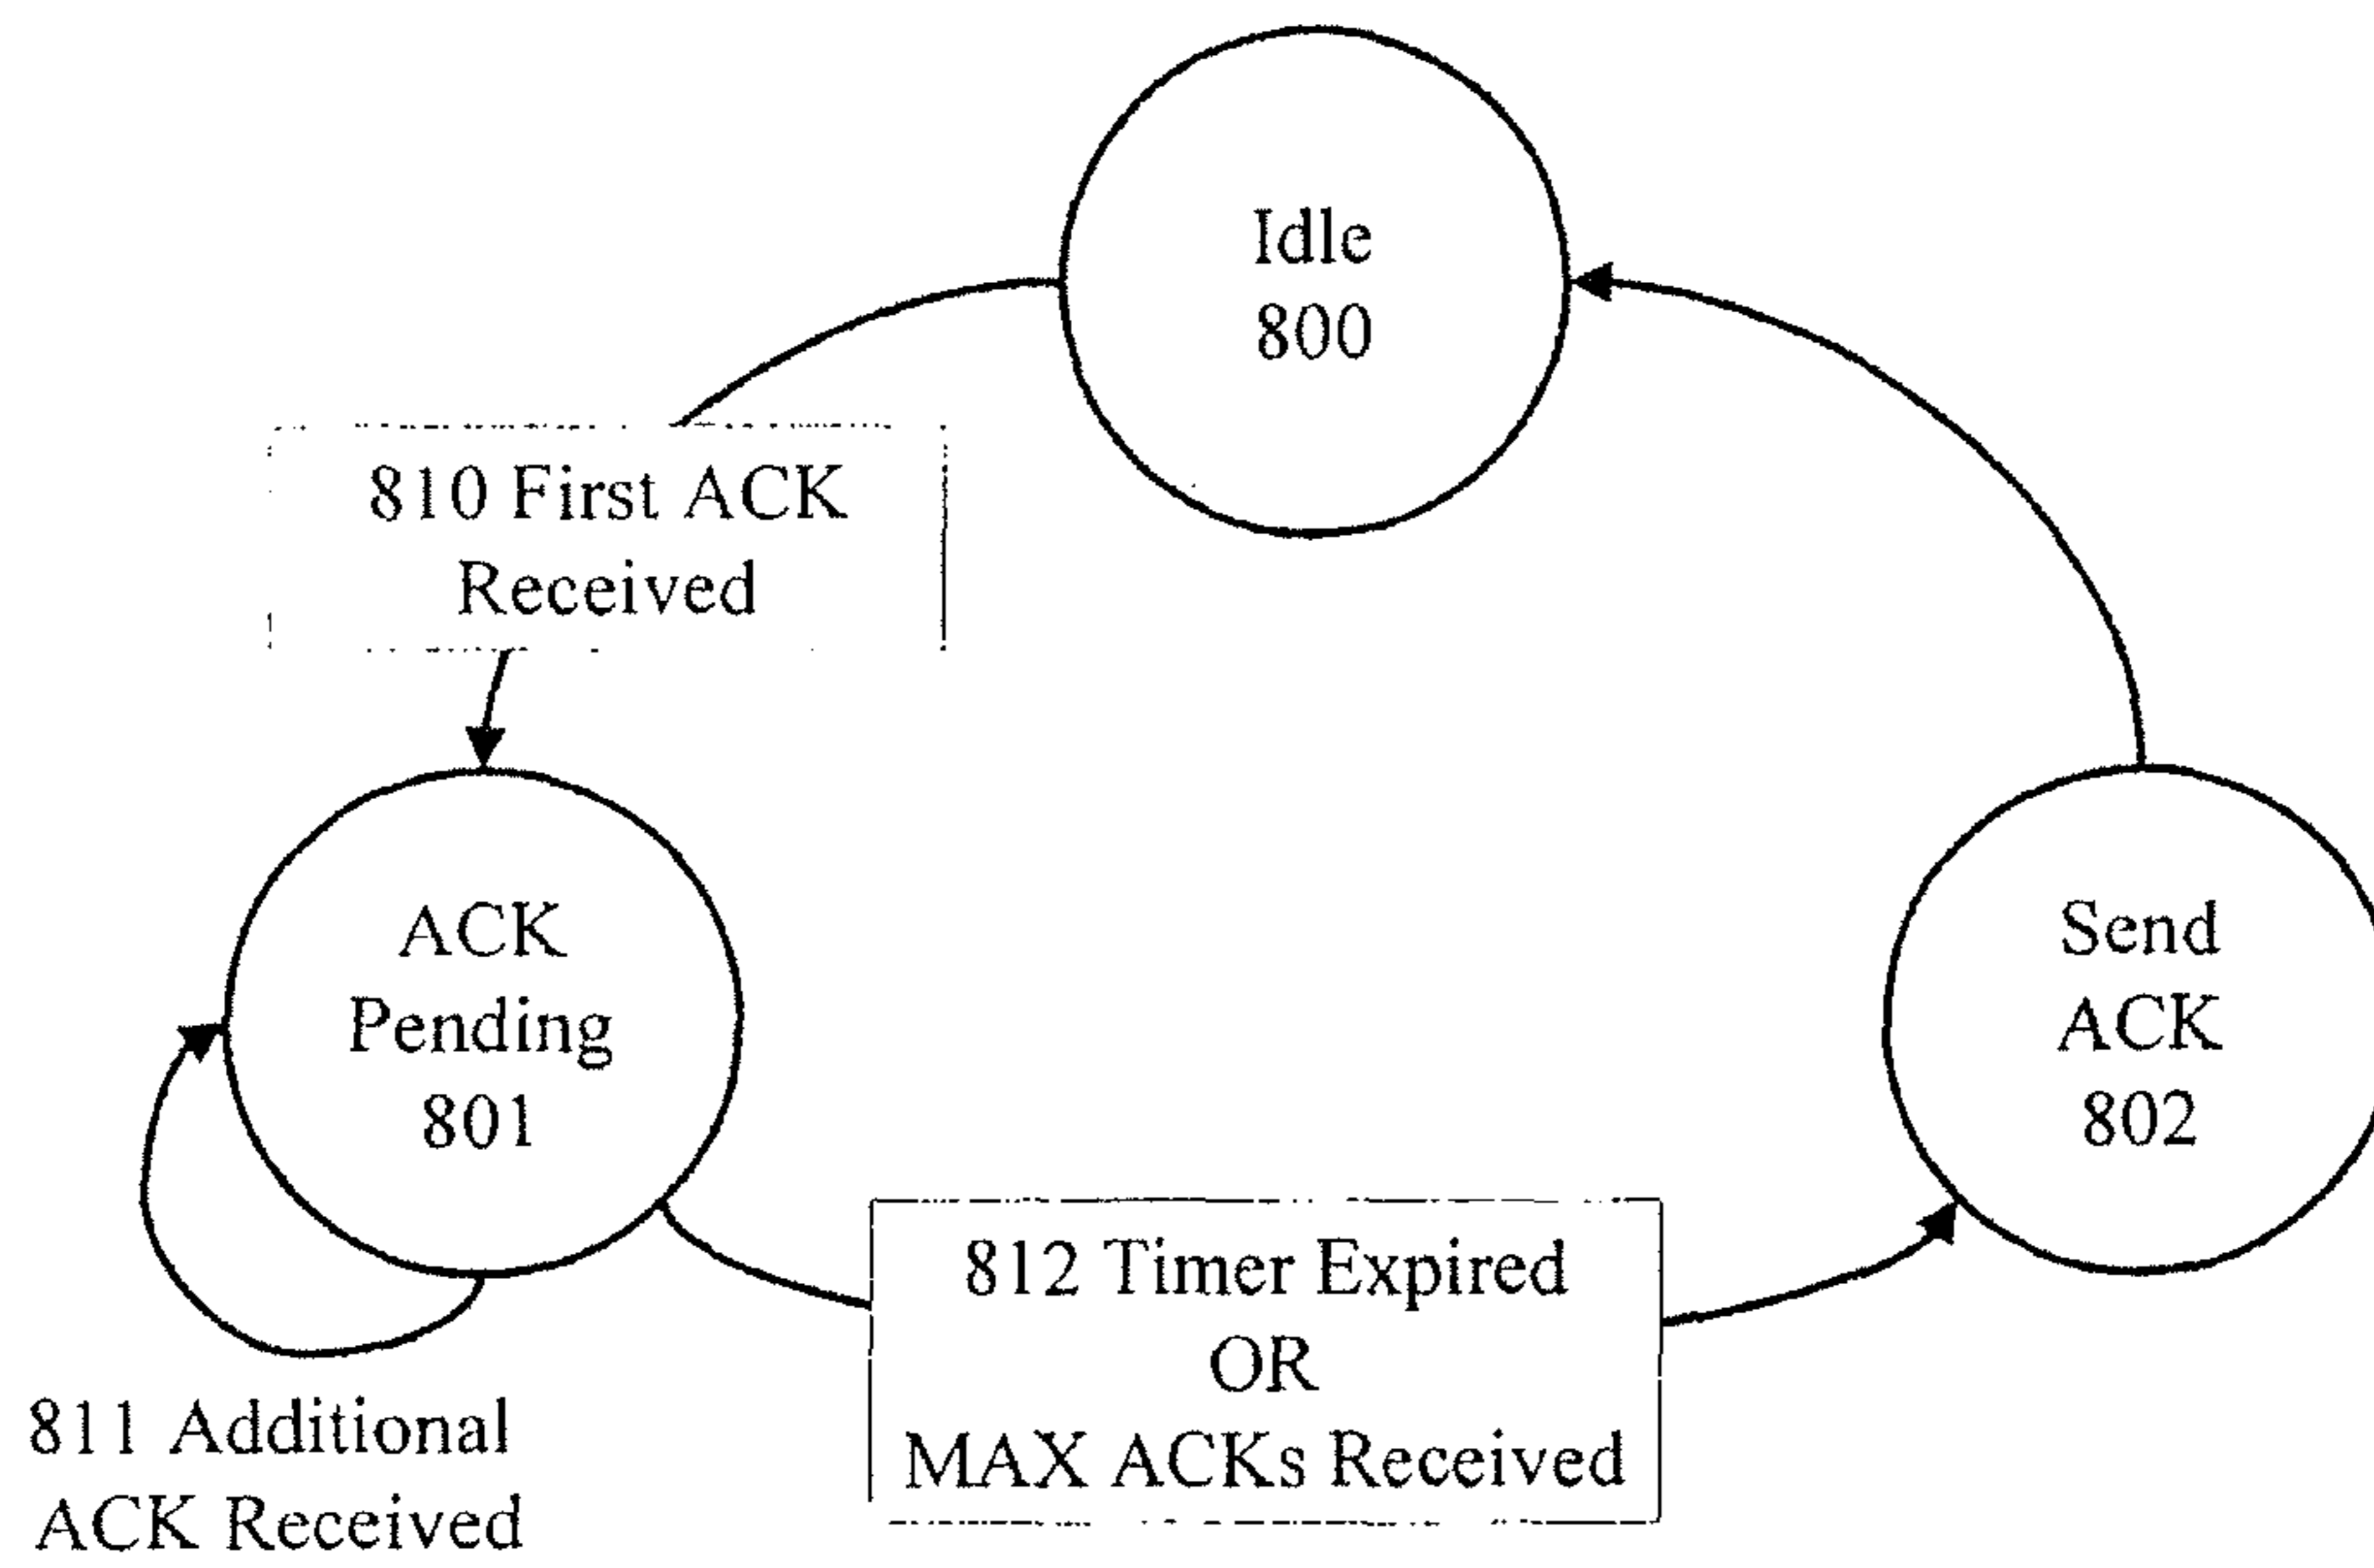 Idle
800
810 First ACK
Received
ACK
Pending
801
Send
ACK
802
812 Timer Expired
OR
MAX ACKs Received
811 Additional
ACK Received